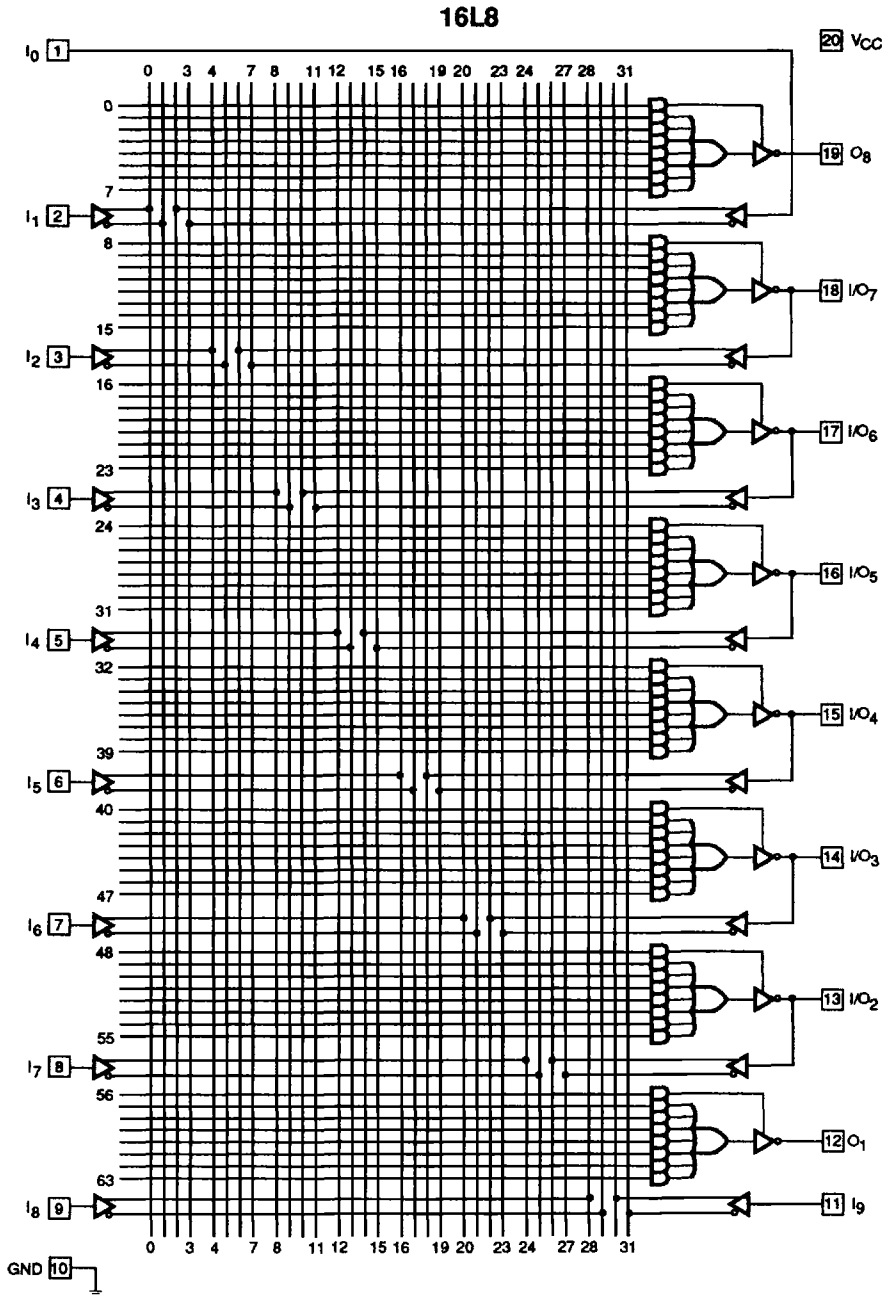 16L8
I0 1
20 VCC
0 3 4 7 8 11 12 15 16 19 20 23 24 27 28 31
0
19 O8
7
I1 2
8
18 I/O7
15
I2 3
16
17 I/O6
23
I3 4
24
16 I/O5
31
I4 5
32
15 I/O4
39
I5 6
40
14 I/O3
47
I6 7
48
13 I/O2
55
I7 8
56
12 O1
63
I8 9
11 I9
0 3 4 7 8 11 12 15 16 19 20 23 24 27 28 31
GND 10